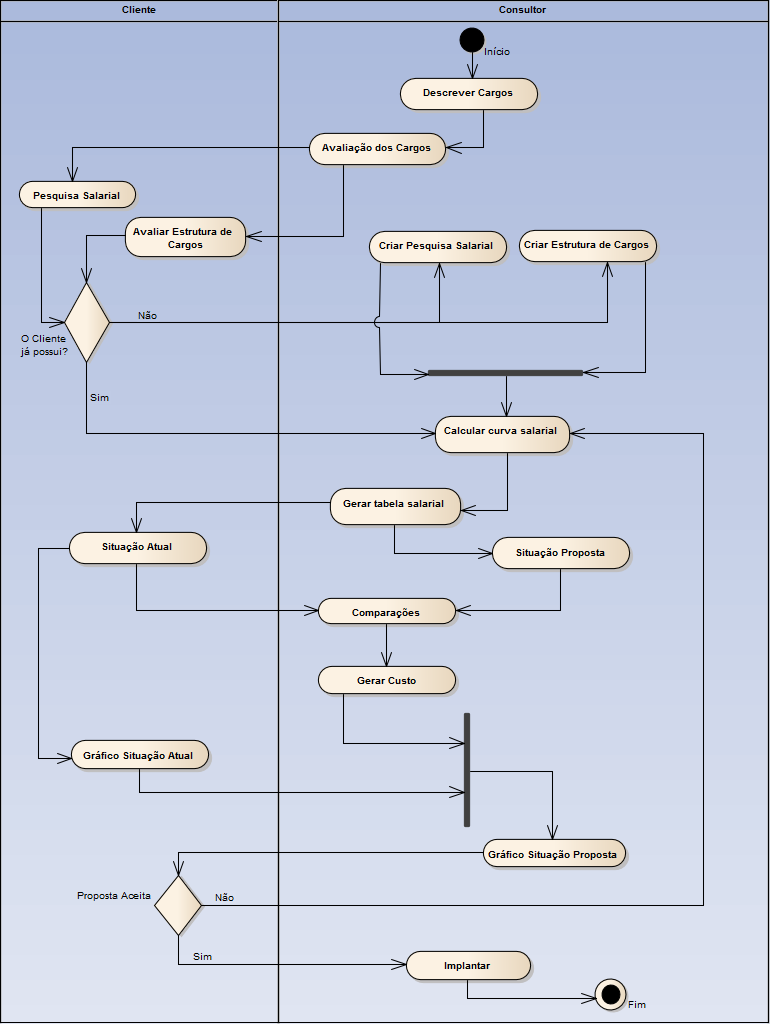 Cliente
Consultor
Início
Descrever Cargos
Avaliação dos Cargos
Pesquisa Salarial
Avaliar Estrutura de
Cargos
Criar Pesquisa Salarial
Criar Estrutura de Cargos
Não
O Cliente
já possui?
Sim
Calcular curva salarial
Gerar tabela salarial
Situação Atual
Situação Proposta
Comparações
Gerar Custo
Gráfico Situação Atual
Gráfico Situação Proposta
Proposta Aceita
Não
Sim
Implantar
Fim